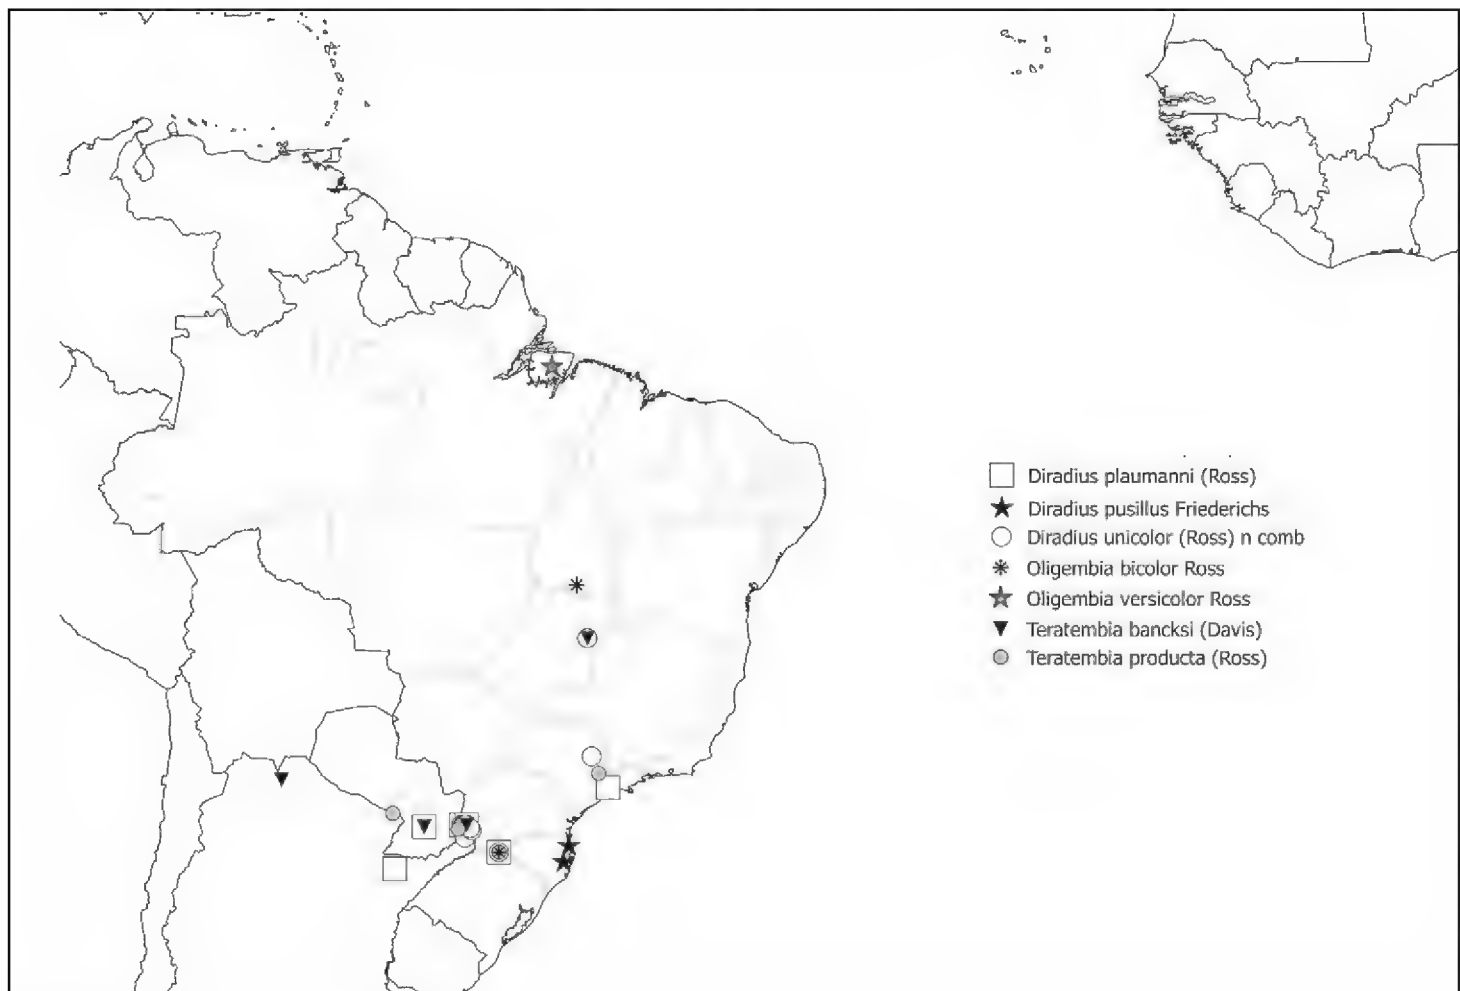 Diradius plaumanni (Ross)
Diradius pusillus Friederichs
Diradius unicolor (Ross) n comb
Oligembia bicolor Ross
Oligembia versicolor Ross
Teratembia bancksi (Davis)
Teratembia producta (Ross)